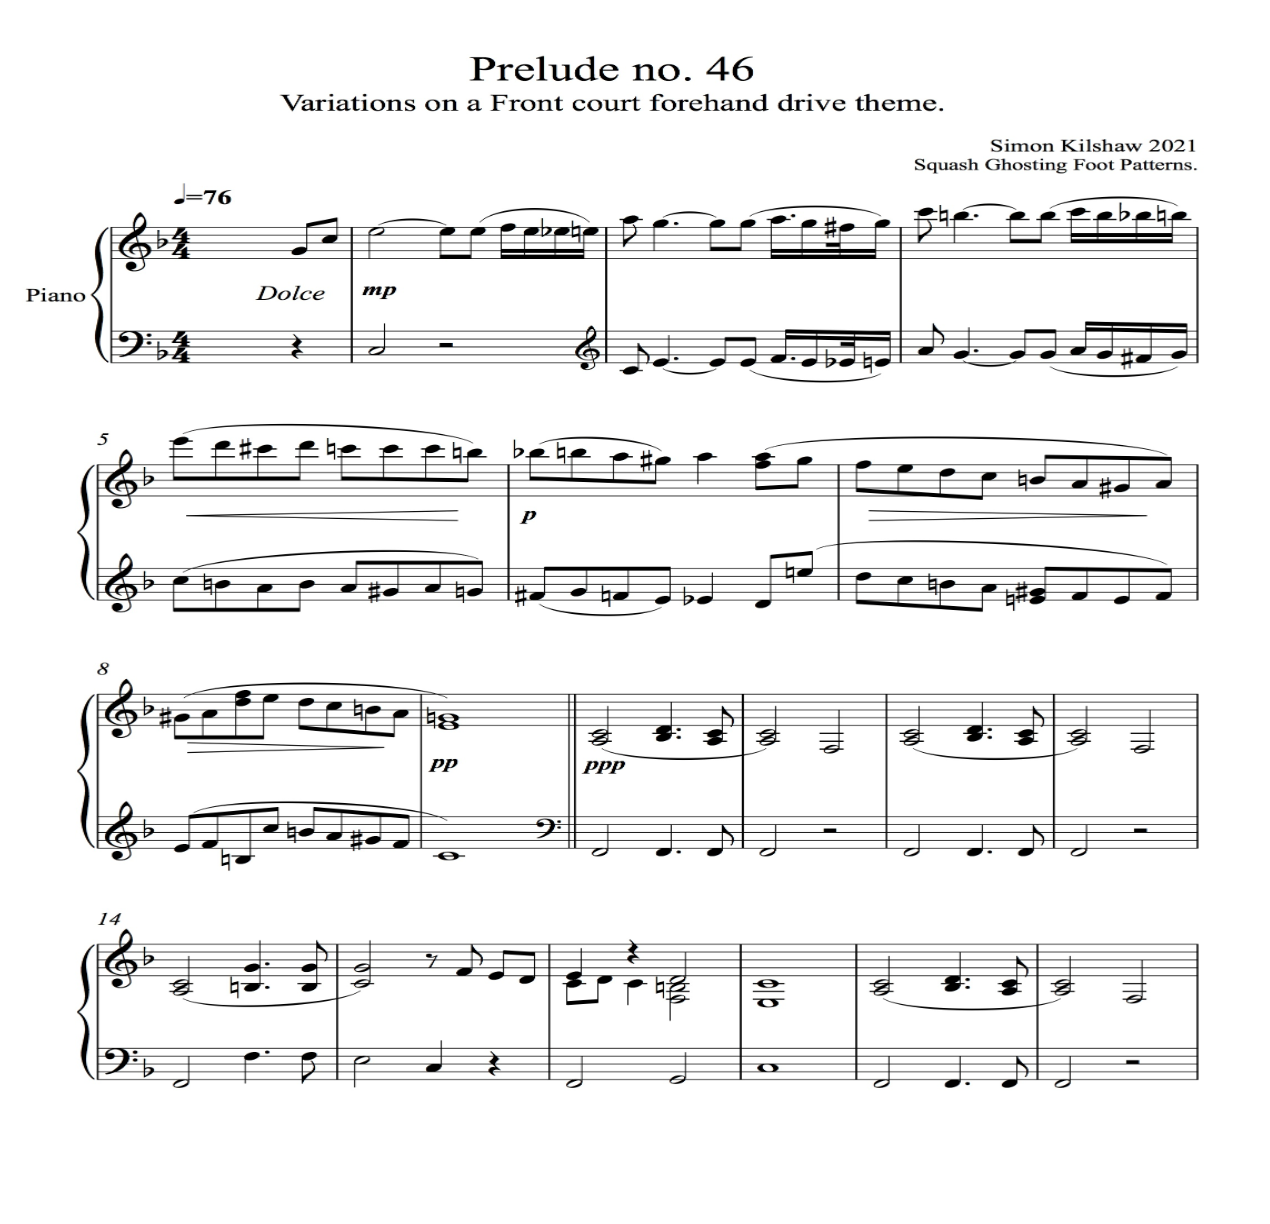 Prelude no. 46
Variations on a Front court forehand drive theme.
Simon Kilshaw 2021
Squash Ghosting Foot Patterns.
♩=76
Piano
Dolce
mp
5
p
8
pp
ppp
14